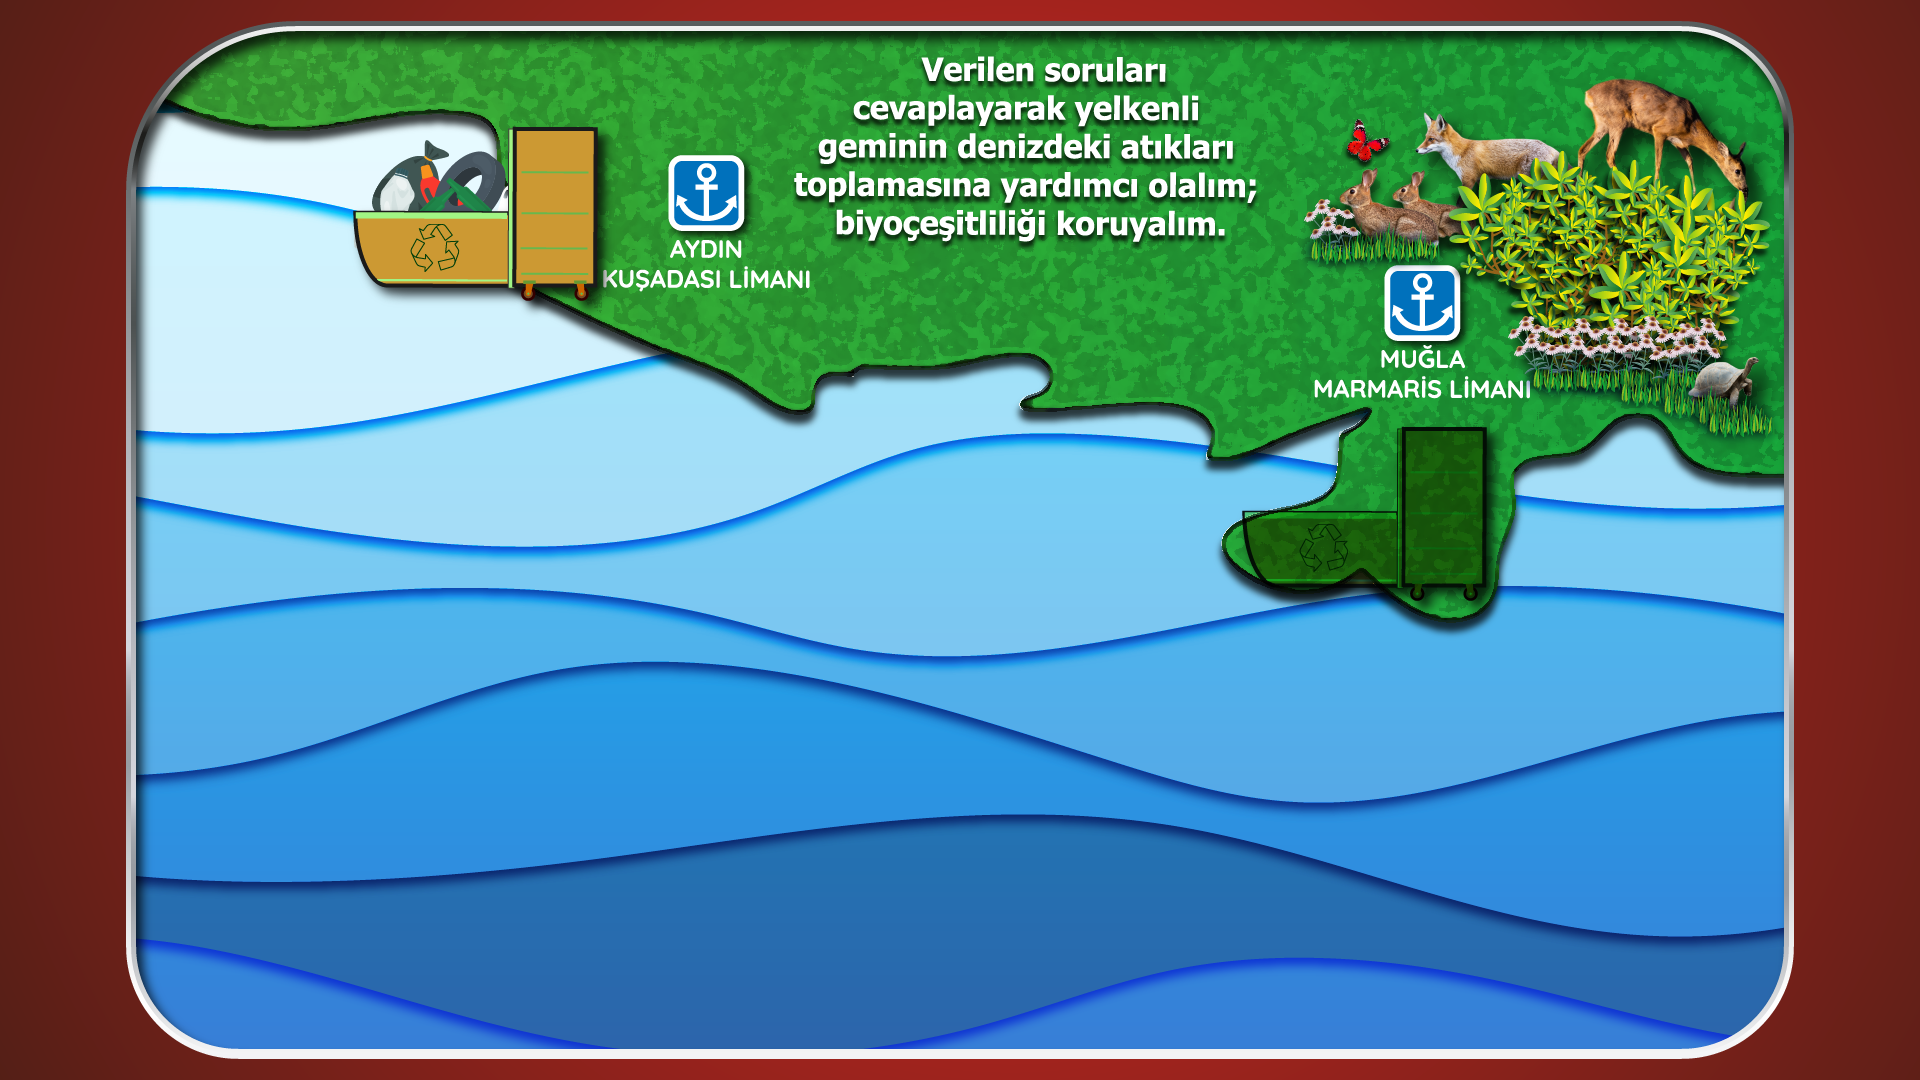 Verilen soruları
cevaplayarak yelkenli
geminin denizdeki atıkları
toplamasına yardımcı olalım;
biyoçeşitliliği koruyalım.
AYDIN
KUŞADASI LİMANI
MUĞLA
MARMARİS LİMANI